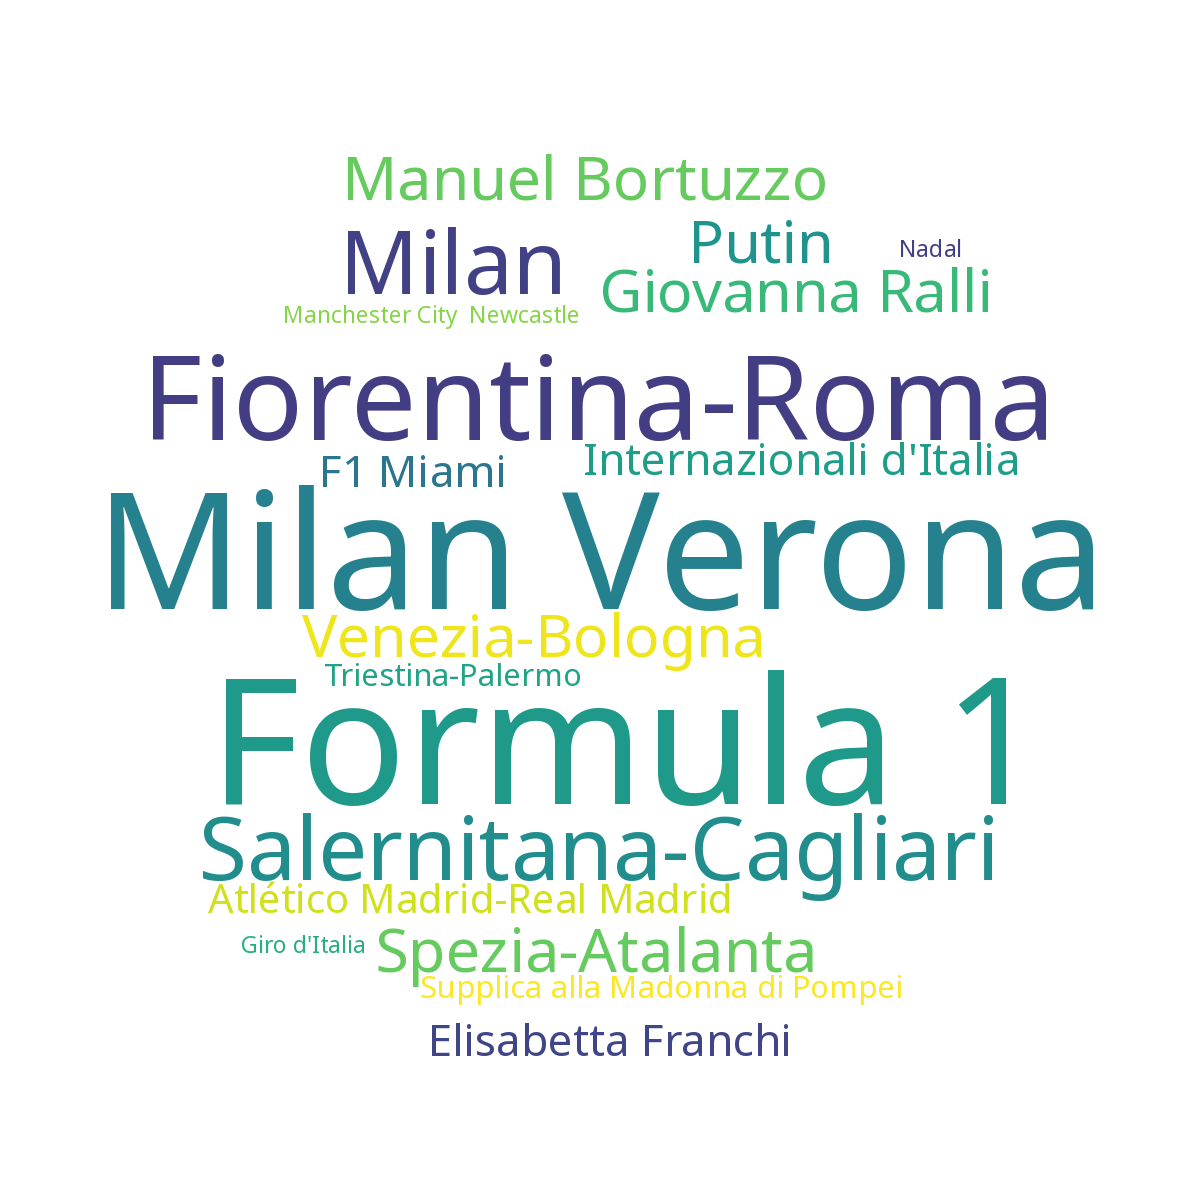 Manuel Bortuzzo
Milan
Putin
Nadal
Giovanna Ralli
Manchester City Newcastle
Fiorentina-Roma
F1 Miami
Internazionali d'Italia
Milan Verona
Venezia-Bologna
Triestina-Palermo
Formula 1
Salernitana-Cagliari
Atlético Madrid-Real Madrid
Giro d'Italia
Spezia-Atalanta
Supplica alla Madonna di Pompei
Elisabetta Franchi